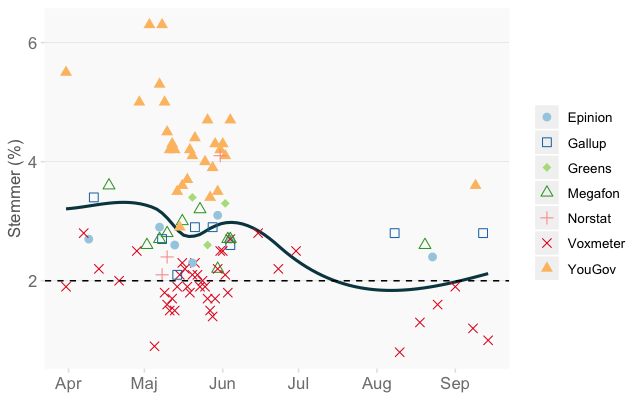 Stemmer (%)
6
4
2
Apr Maj Jun Jul Aug Sep
Epinion
Gallup
Greens
Megafon
Norstat
Voxmeter
YouGov